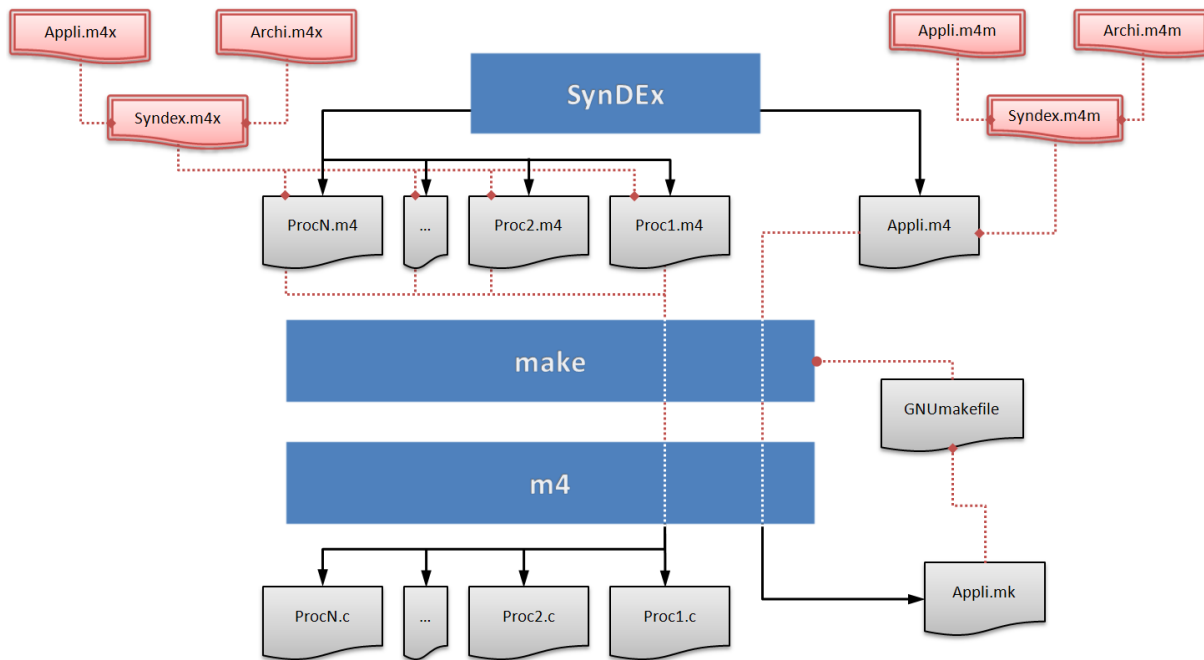 Appli.m4x
Archi.m4x
Appli.m4m
Archi.m4m
SynDEx
Syndex.m4x
Syndex.m4m
ProcN.m4
...
Proc2.m4
Proc1.m4
Appli.m4
make
GNUmakefile
m4
ProcN.c
...
Proc2.c
Proc1.c
Appli.mk